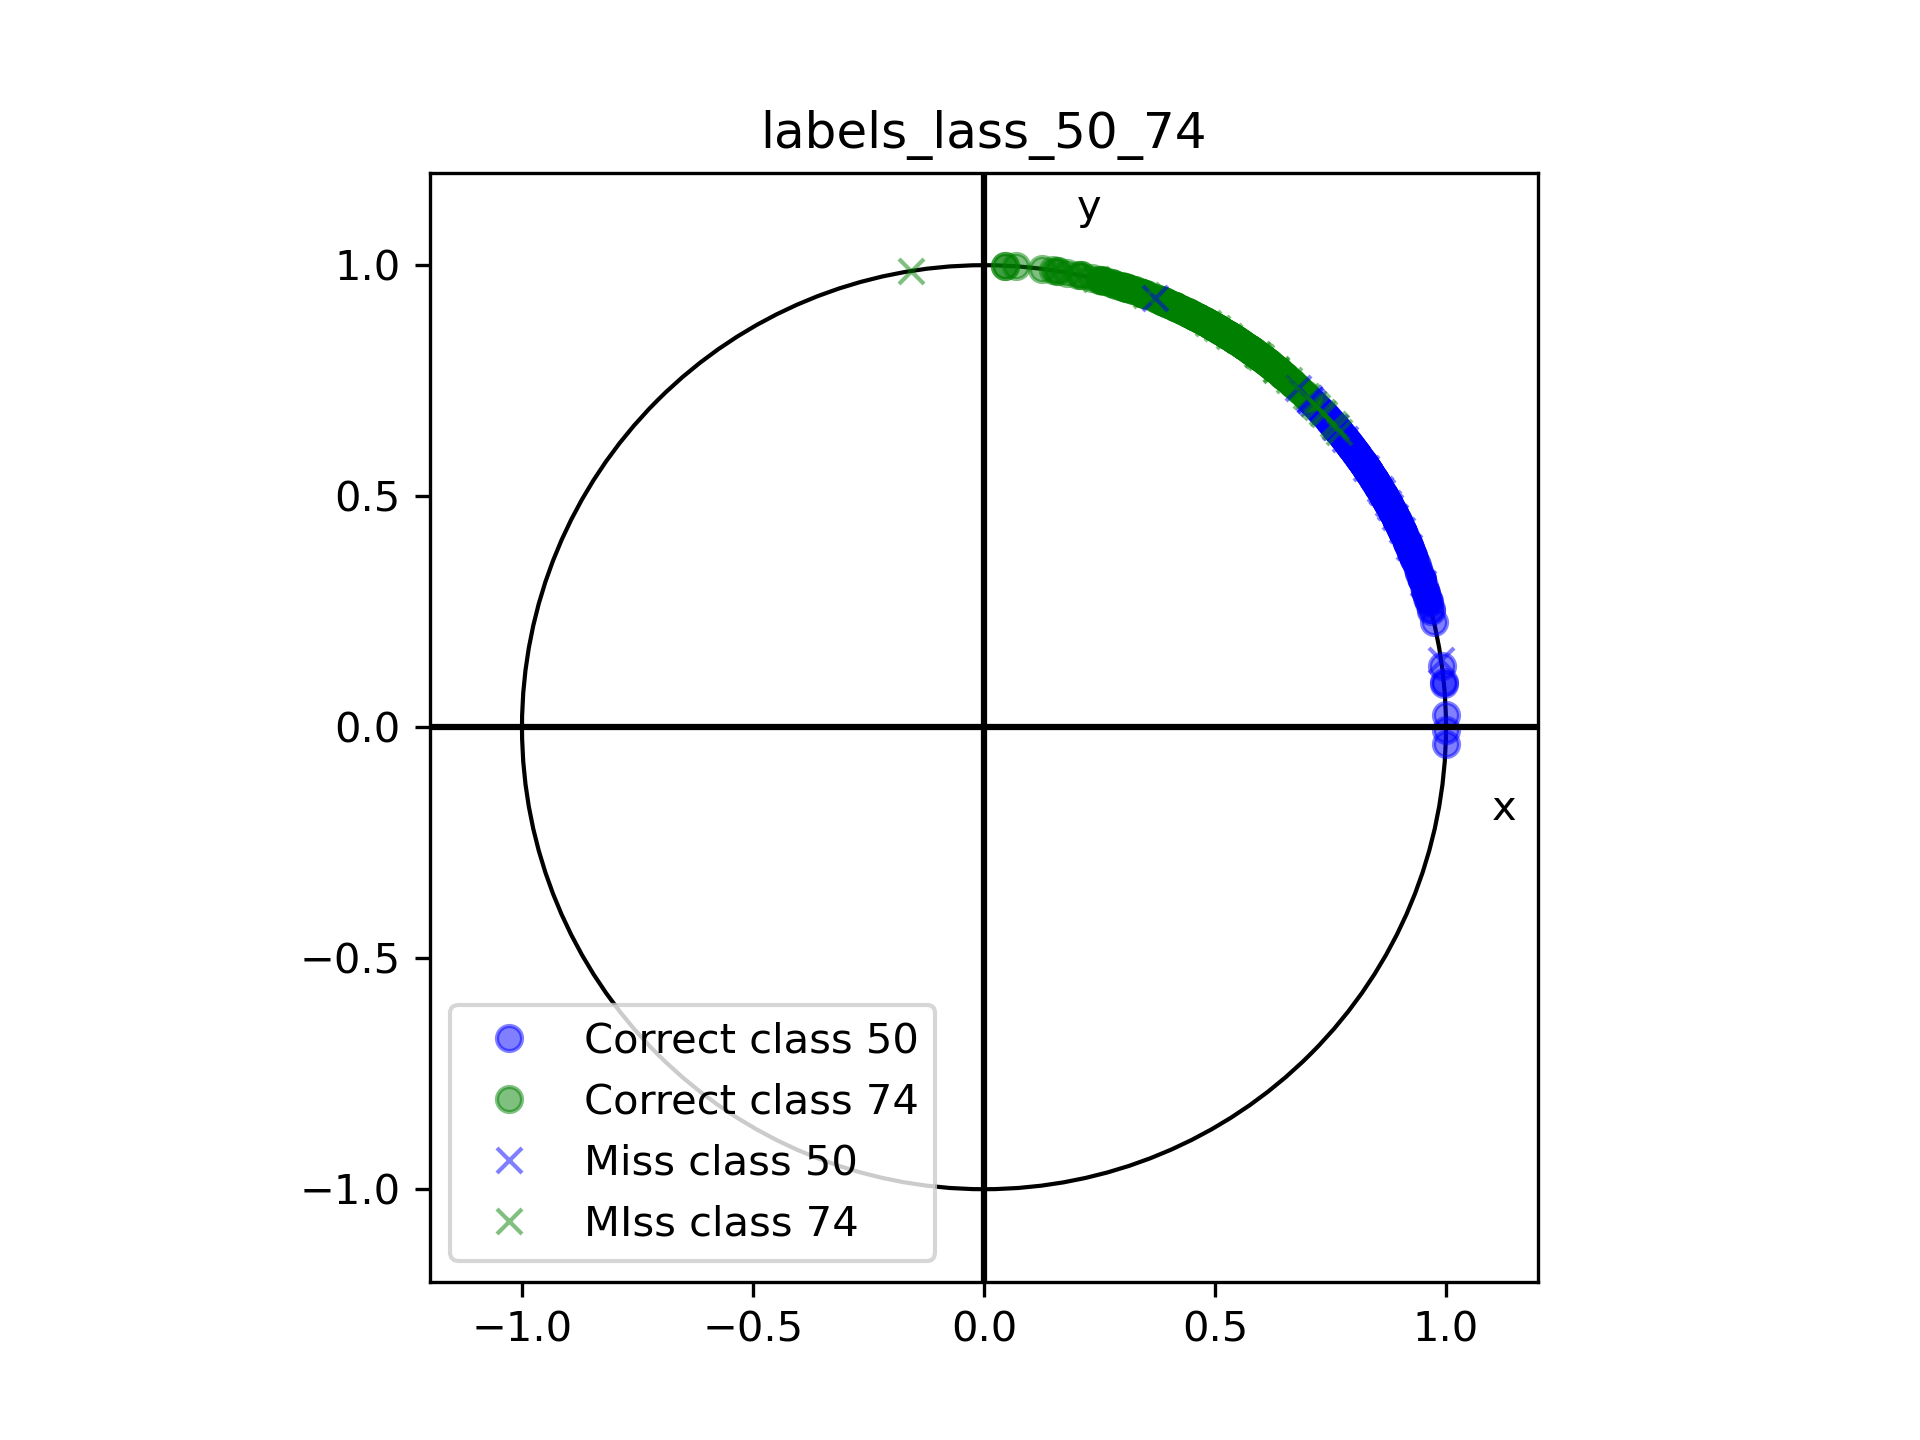 labels_lass_50_74
y
1.0
0.5
0.0
x
−0.5
−1.0
Correct class 50
Correct class 74
Miss class 50
MIss class 74
−1.0 −0.5 0.0 0.5 1.0